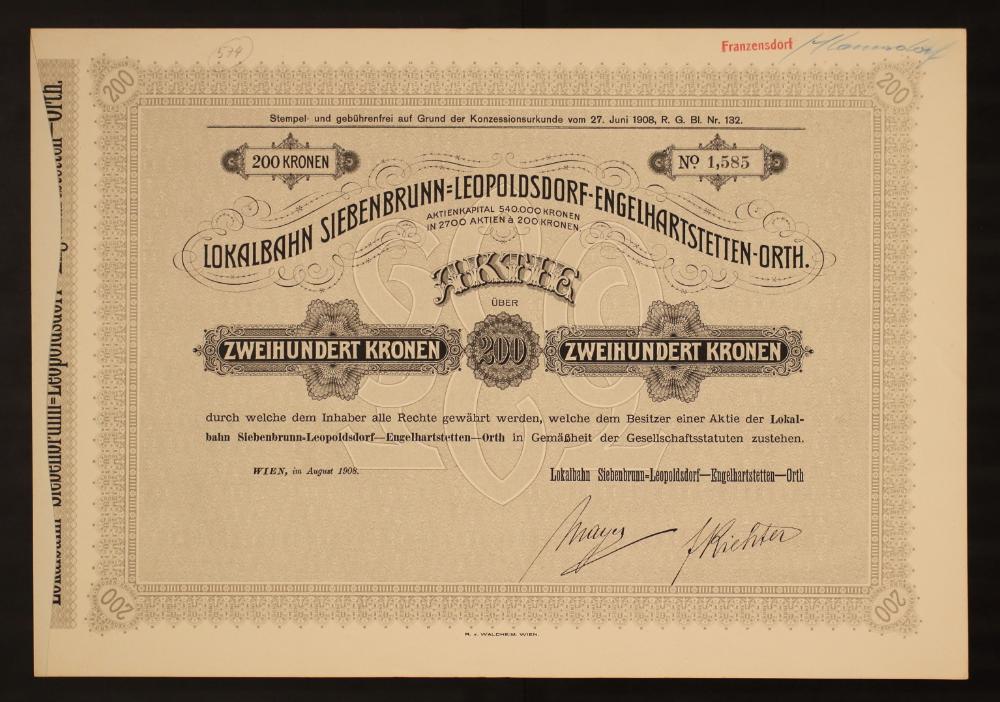 574
Franzensdorf
200
200
Stempel- und gebührenfrei auf Grund der Konzessionsurkunde vom 27. Juni 1908, R. G. Bl. Nr. 132.
200 KRONEN
No 1,585
LOKALBAHN SIEBENBRUNN=LEOPOLDSDORF-ENGELHARTSTETTEN-ORTH.
AKTIENKAPITAL 540.000 KRONEN
IN 2700 AKTIEN à 200 KRONEN
AKTIE
ÜBER
ZWEIHUNDERT KRONEN
200
ZWEIHUNDERT KRONEN
durch welche dem Inhaber alle Rechte gewährt werden, welche dem Besitzer einer Aktie der Lokal-
bahn Siebenbrunn=Leopoldsdorf—Engelhartstetten—Orth in Gemäßheit der Gesellschaftsstatuten zustehen.
WIEN, im August 1908.
Lokalbahn Siebenbrunn=Leopoldsdorf—Engelhartstetten—Orth
Mayer
J Richter
200
200
R. v. WALDHEIM, WIEN.